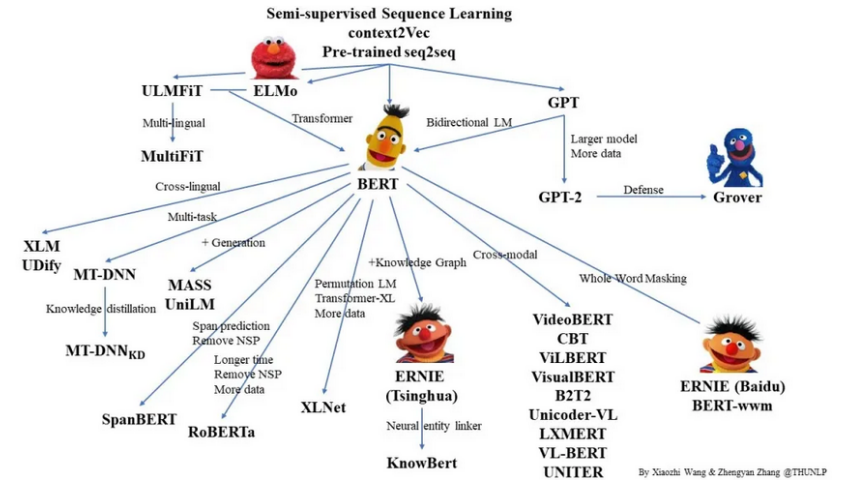 Semi-supervised Sequence Learning
context2Vec
Pre-trained seq2seq
ULMFiT
ELMo
GPT
Multi-lingual
Transformer
Bidirectional LM
Larger model
More data
MultiFiT
BERT
GPT-2
Defense
Grover
Cross-lingual
Multi-task
+ Generation
+Knowledge Graph
Cross-modal
Whole Word Masking
XLM
UDify
MT-DNN
MASS
UniLM
Permutation LM
Transformer-XL
More data
Knowledge distillation
Span prediction
Remove NSP
MT-DNNKD
Longer time
Remove NSP
More data
VideoBERT
CBT
ViLBERT
VisualBERT
B2T2
Unicoder-VL
LXMERT
VL-BERT
UNITER
ERNIE
(Tsinghua)
ERNIE (Baidu)
BERT-wwm
SpanBERT
RoBERTa
XLNet
Neural entity linker
KnowBert
By Xiaozhi Wang & Zhengyan Zhang @THUNLP